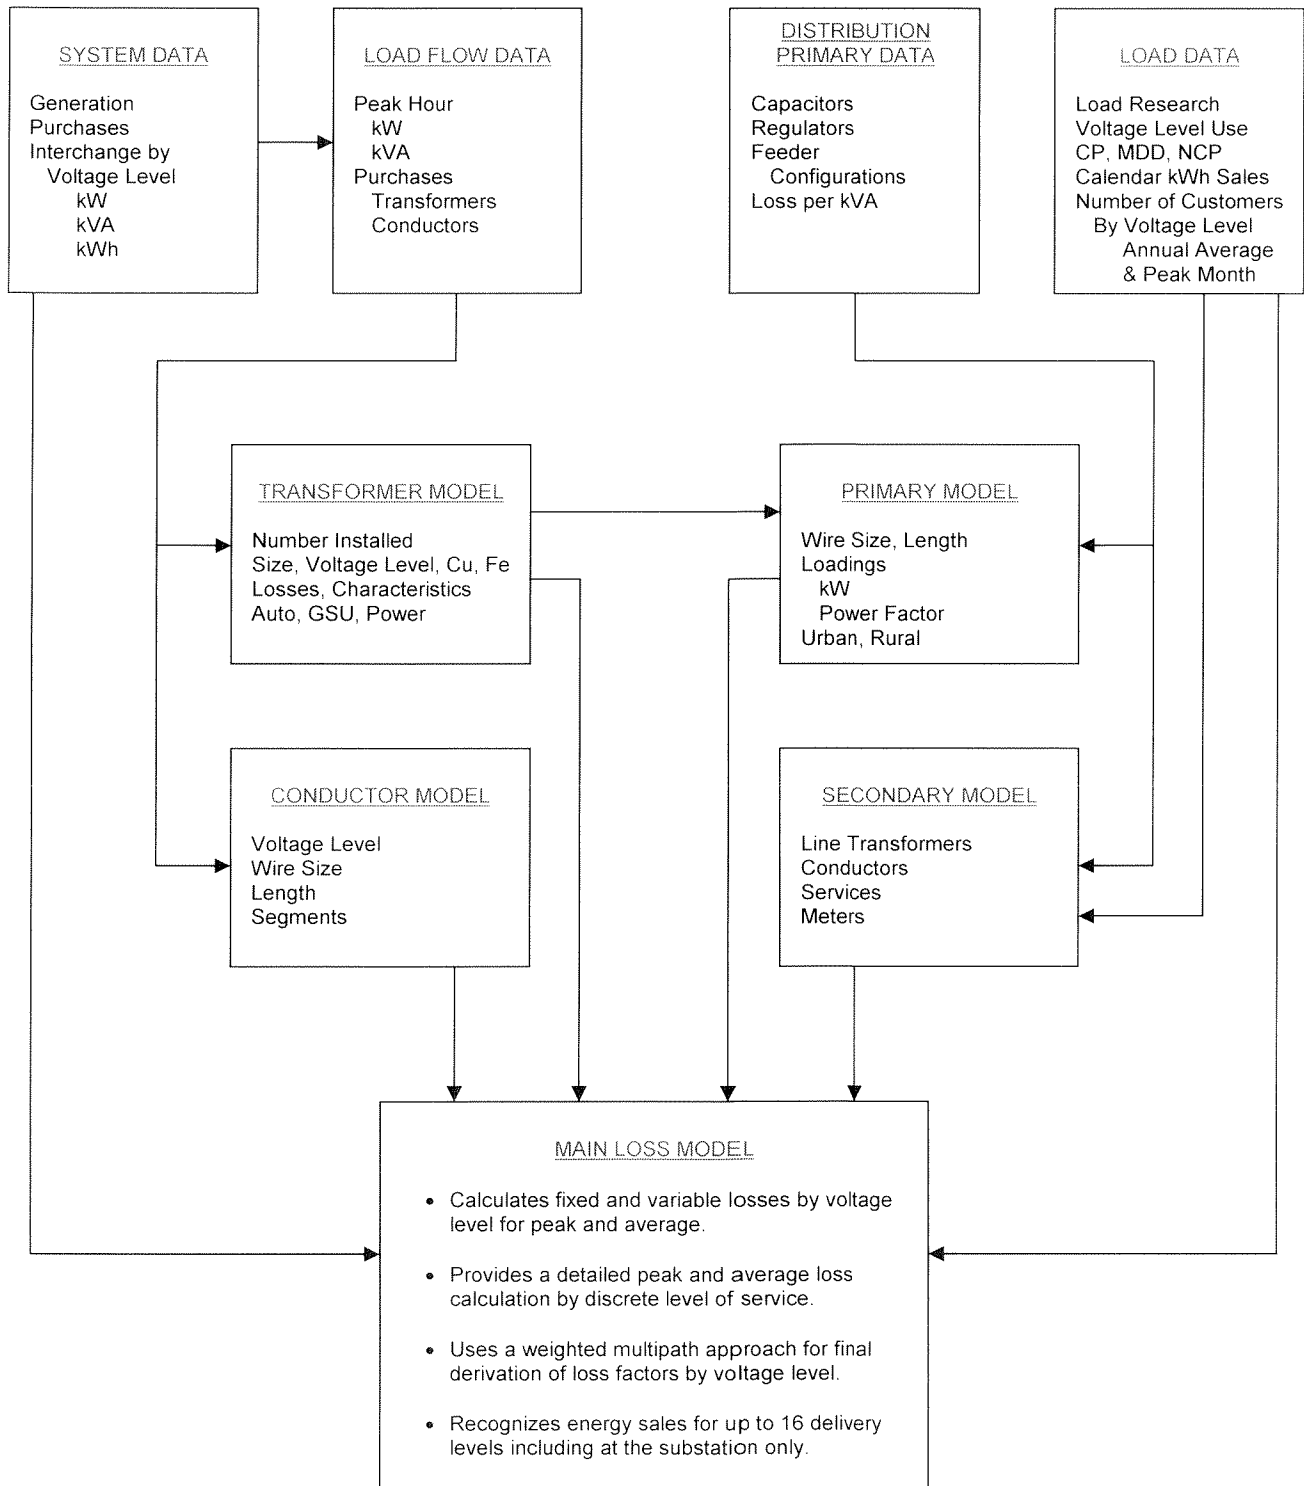 SYSTEM DATA
Generation
Purchases
Interchange by
Voltage Level
kW
kVA
kWh
LOAD FLOW DATA
Peak Hour
kW
kVA
Purchases
Transformers
Conductors
DISTRIBUTION
PRIMARY DATA
Capacitors
Regulators
Feeder
Configurations
Loss per kVA
LOAD DATA
Load Research
Voltage Level Use
CP, MDD, NCP
Calendar kWh Sales
Number of Customers
By Voltage Level
Annual Average
& Peak Month
TRANSFORMER MODEL
Number Installed
Size, Voltage Level, Cu, Fe
Losses, Characteristics
Auto, GSU, Power
PRIMARY MODEL
Wire Size, Length
Loadings
kW
Power Factor
Urban, Rural
CONDUCTOR MODEL
Voltage Level
Wire Size
Length
Segments
SECONDARY MODEL
Line Transformers
Conductors
Services
Meters
MAIN LOSS MODEL
• Calculates fixed and variable losses by voltage
level for peak and average.
• Provides a detailed peak and average loss
calculation by discrete level of service.
• Uses a weighted multipath approach for final
derivation of loss factors by voltage level.
• Recognizes energy sales for up to 16 delivery
levels including at the substation only.